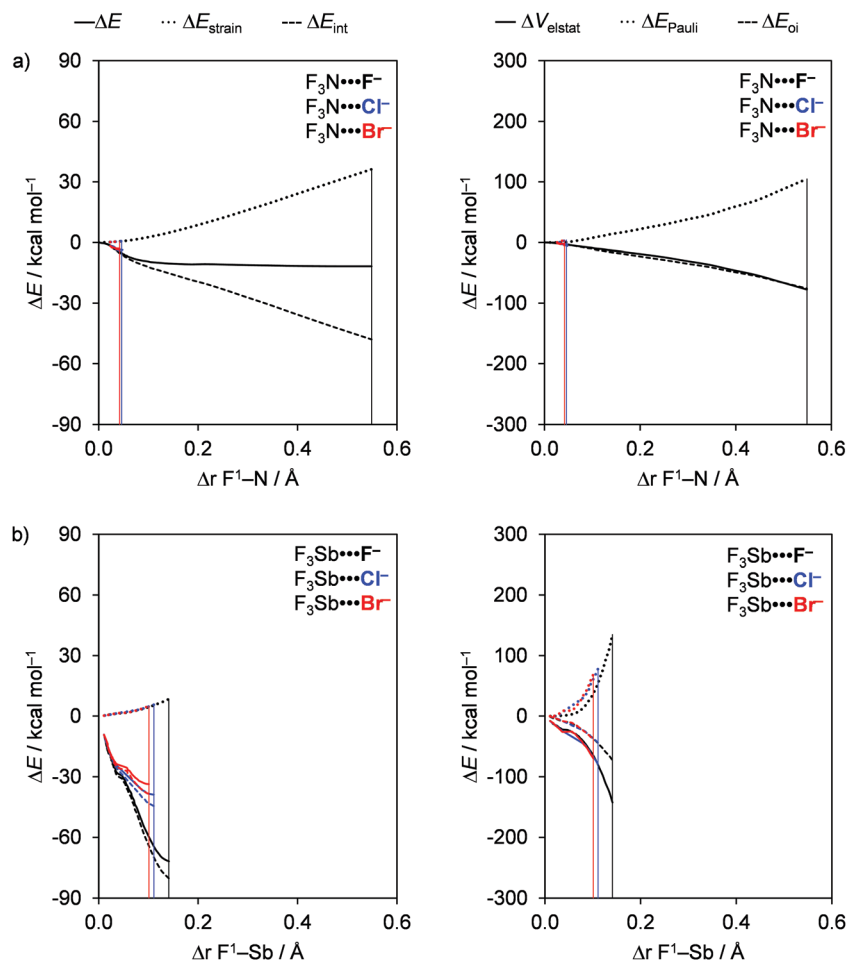 ΔE ΔE_strain ΔE_int
ΔV_elstat ΔE_Pauli ΔE_oi
a)
F₃N•••F⁻
F₃N•••Cl⁻
F₃N•••Br⁻
90
60
30
0
-30
-60
-90
ΔE / kcal mol⁻¹
0.0 0.2 0.4 0.6
Δr F¹–N / Å
F₃N•••F⁻
F₃N•••Cl⁻
F₃N•••Br⁻
300
200
100
0
-100
-200
-300
ΔE / kcal mol⁻¹
0.0 0.2 0.4 0.6
Δr F¹–N / Å
b)
F₃Sb•••F⁻
F₃Sb•••Cl⁻
F₃Sb•••Br⁻
90
60
30
0
-30
-60
-90
ΔE / kcal mol⁻¹
0.0 0.2 0.4 0.6
Δr F¹–Sb / Å
F₃Sb•••F⁻
F₃Sb•••Cl⁻
F₃Sb•••Br⁻
300
200
100
0
-100
-200
-300
ΔE / kcal mol⁻¹
0.0 0.2 0.4 0.6
Δr F¹–Sb / Å